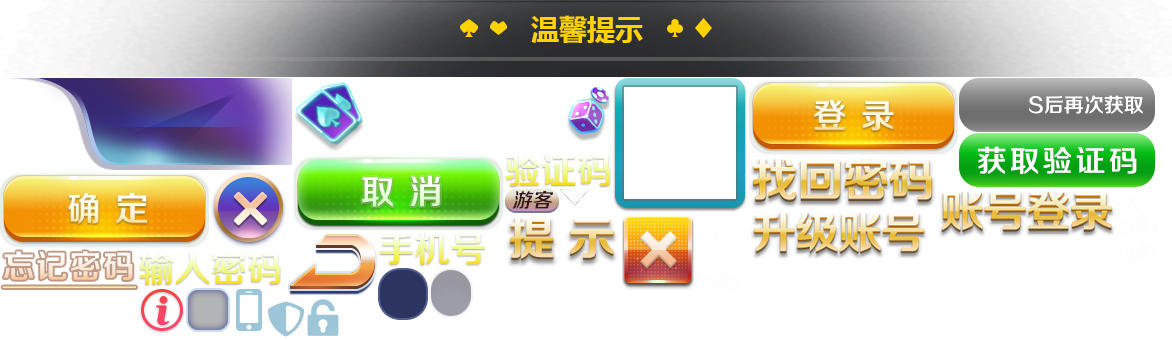 温馨提示
登录
S后再次获取
获取验证码
验证码
找回密码
取消
确定
游客
账号登录
提示
升级账号
手机号
忘记密码
输入密码